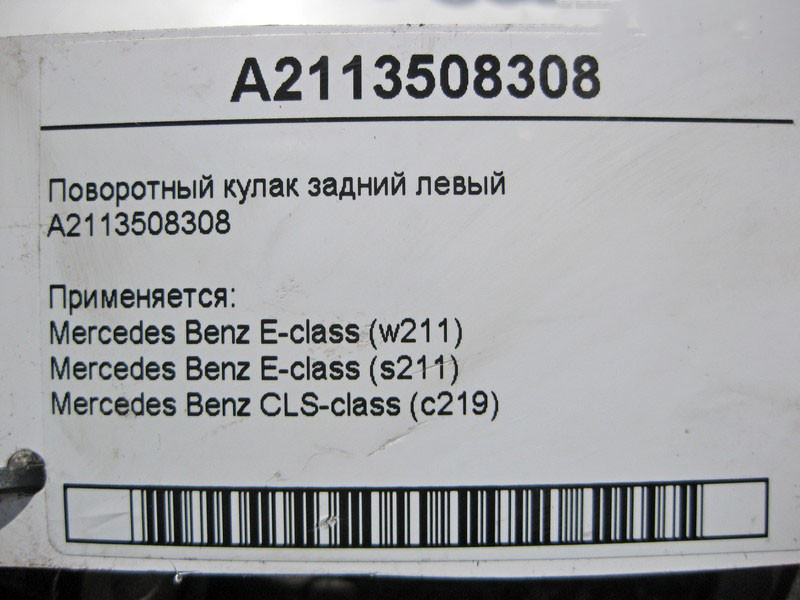 A2113508308
Поворотный кулак задний левый
A2113508308
Применяется:
Mercedes Benz E-class (w211)
Mercedes Benz E-class (s211)
Mercedes Benz CLS-class (c219)